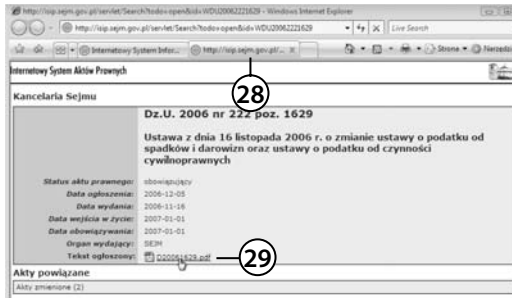 http://isip.sejm.gov.pl/servlet/Search?todo=open&id=WDU20062221629 - Windows Internet Explorer
http://isip.sejm.gov.pl/servlet/Search?todo=open&id=WDU20062221629
Live Search
Internetowy System Infor...
http://isip.sejm.gov.pl/...
Strona
Narzędzi
Internetowy System Aktów Prawnych
28
Kancelaria Sejmu
Dz.U. 2006 nr 222 poz. 1629
Ustawa z dnia 16 listopada 2006 r. o zmianie ustawy o podatku od
spadków i darowizn oraz ustawy o podatku od czynności
cywilnoprawnych
Status aktu prawnego: obowiązujący
Data ogłoszenia: 2006-12-05
Data wydania: 2006-11-16
Data wejścia w życie: 2007-01-01
Data obowiązywania: 2007-01-01
Organ wydający: SEJM
Tekst ogłoszony: D20061629.pdf
29
Akty powiązane
Akty zmienione (2)